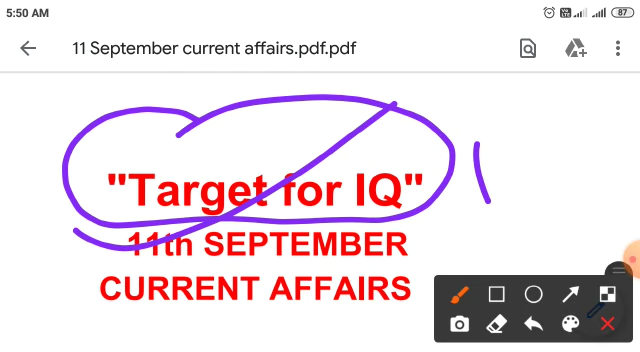 5:50 AM
87
11 September current affairs.pdf.pdf
"Target for IQ"
11th SEPTEMBER
CURRENT AFFAIRS